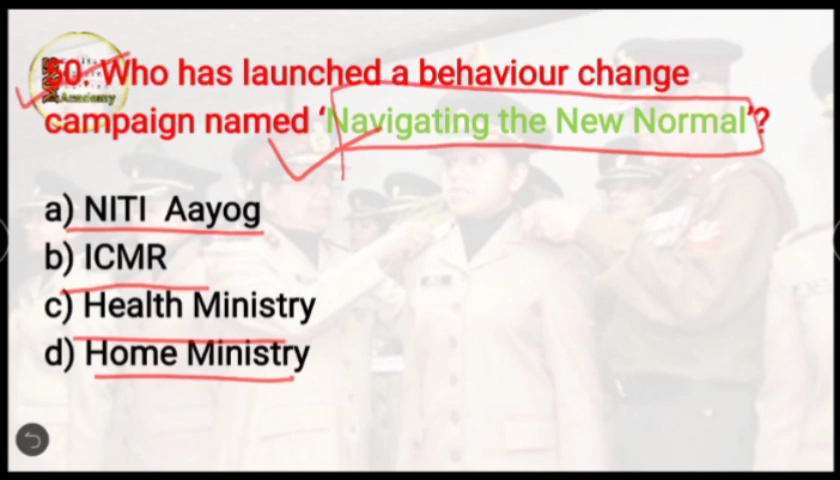 50. Who has launched a behaviour change
campaign named ‘Navigating the New Normal’?
a) NITI Aayog
b) ICMR
c) Health Ministry
d) Home Ministry
Academy